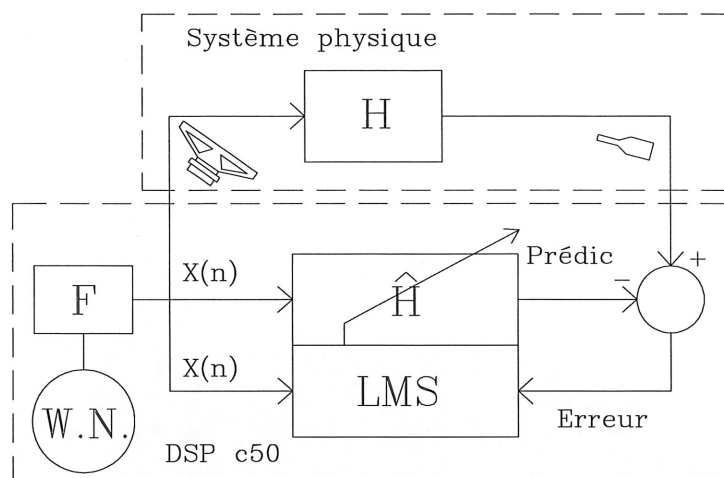 Système physique
H
Prédic
X(n)
F
Ĥ
+
-
X(n)
LMS
W.N.
Erreur
DSP c50